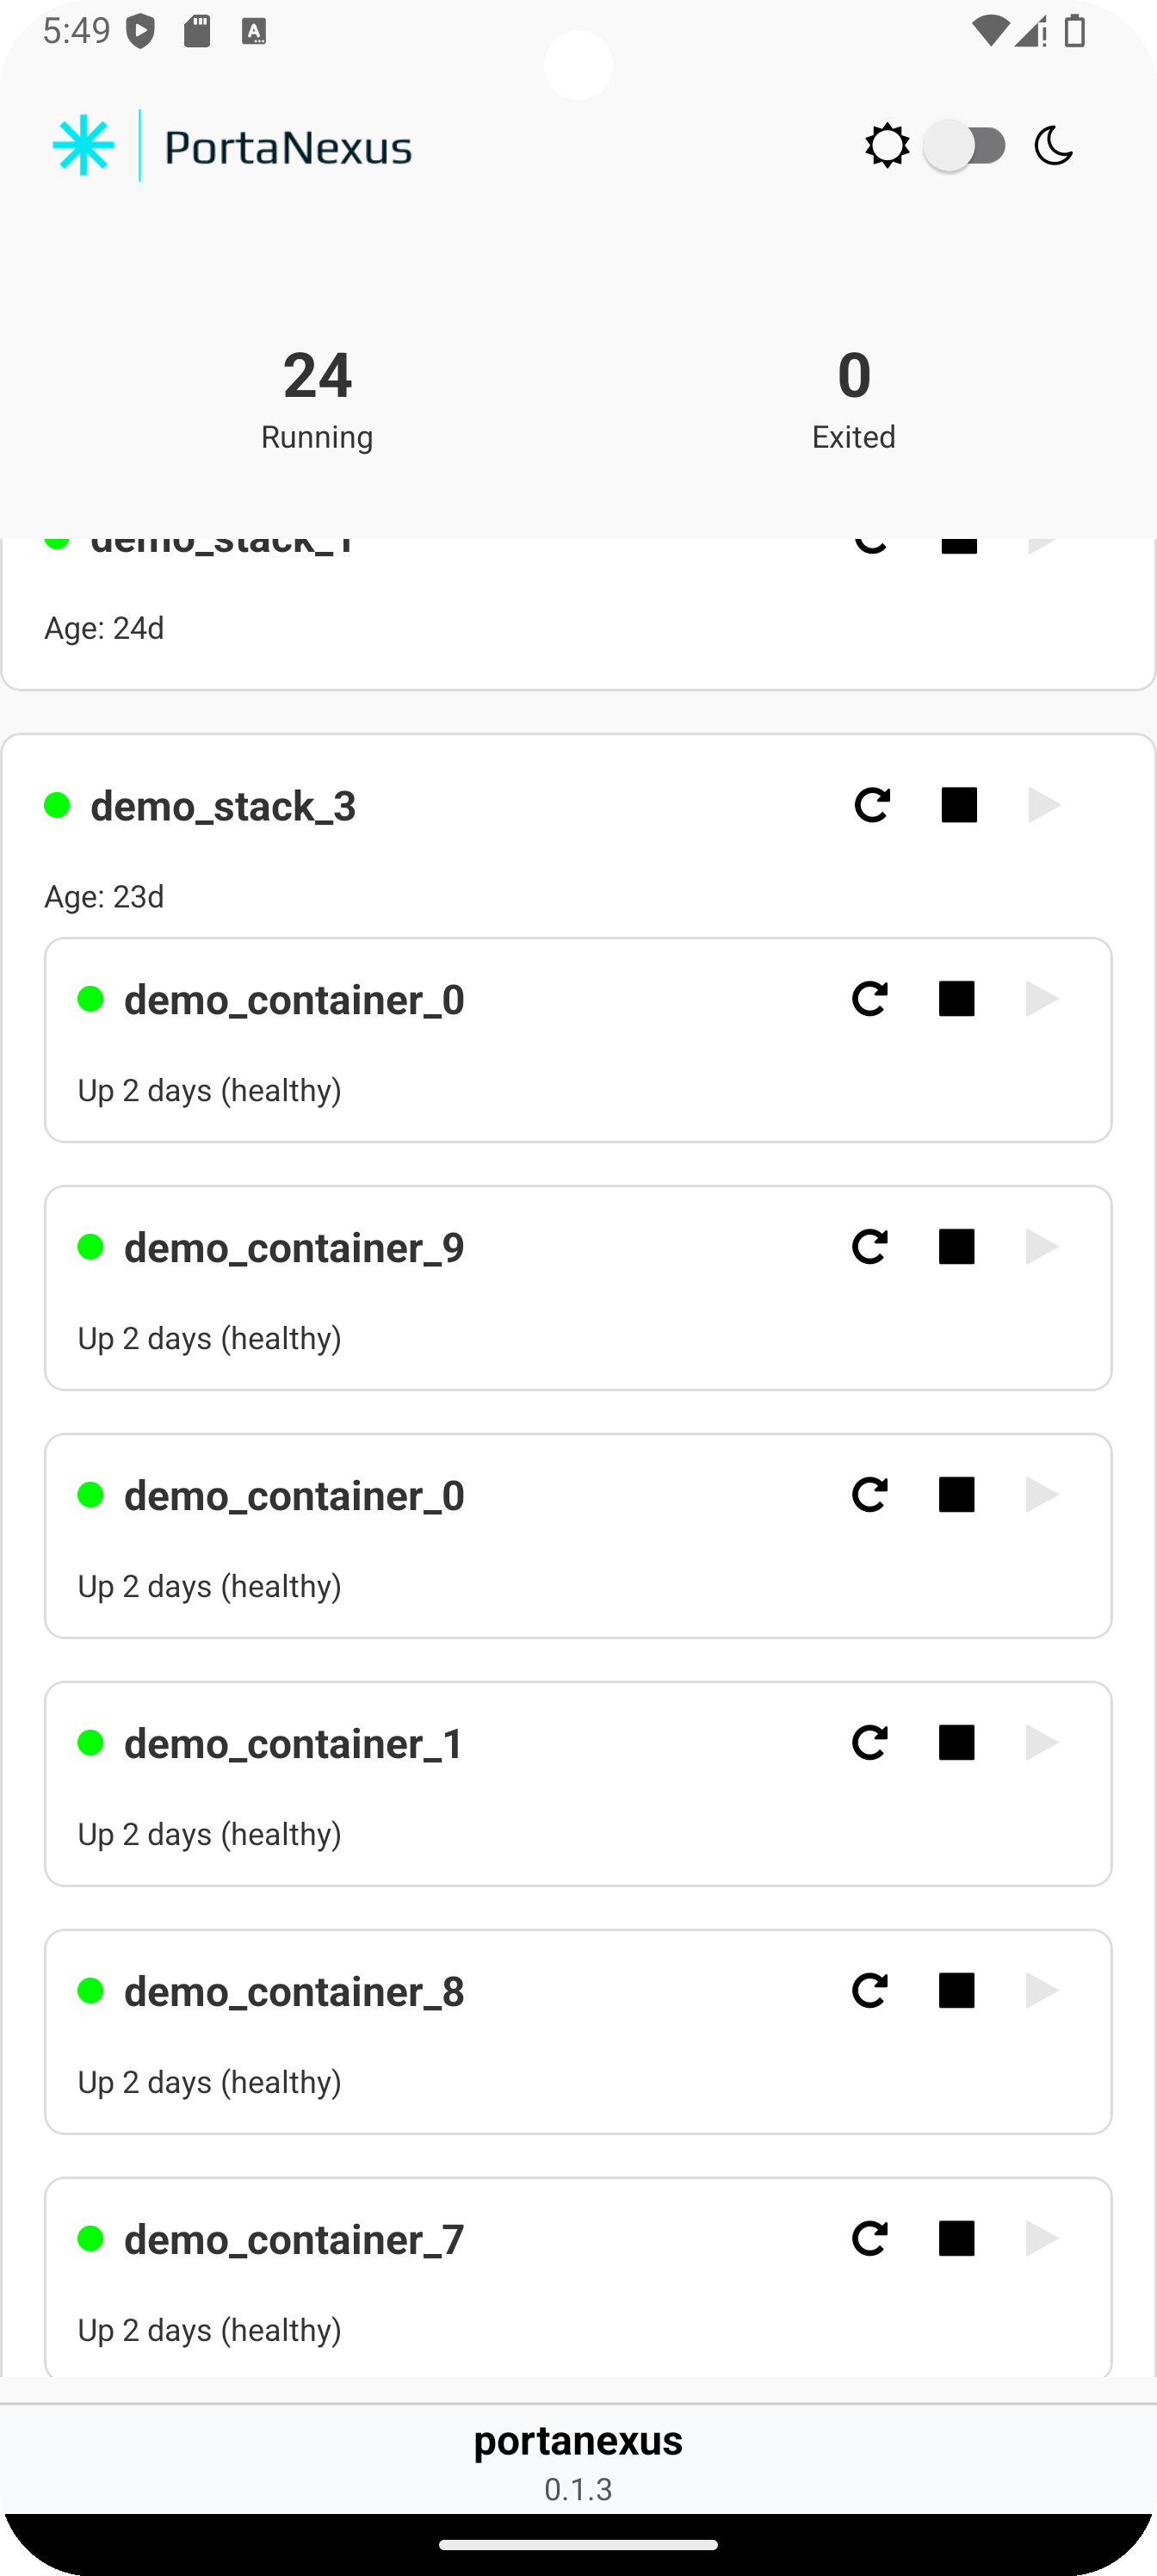 5:49
PortaNexus
24
Running
0
Exited
demo_stack_1
Age: 24d
demo_stack_3
Age: 23d
demo_container_0
Up 2 days (healthy)
demo_container_9
Up 2 days (healthy)
demo_container_0
Up 2 days (healthy)
demo_container_1
Up 2 days (healthy)
demo_container_8
Up 2 days (healthy)
demo_container_7
Up 2 days (healthy)
portanexus
0.1.3